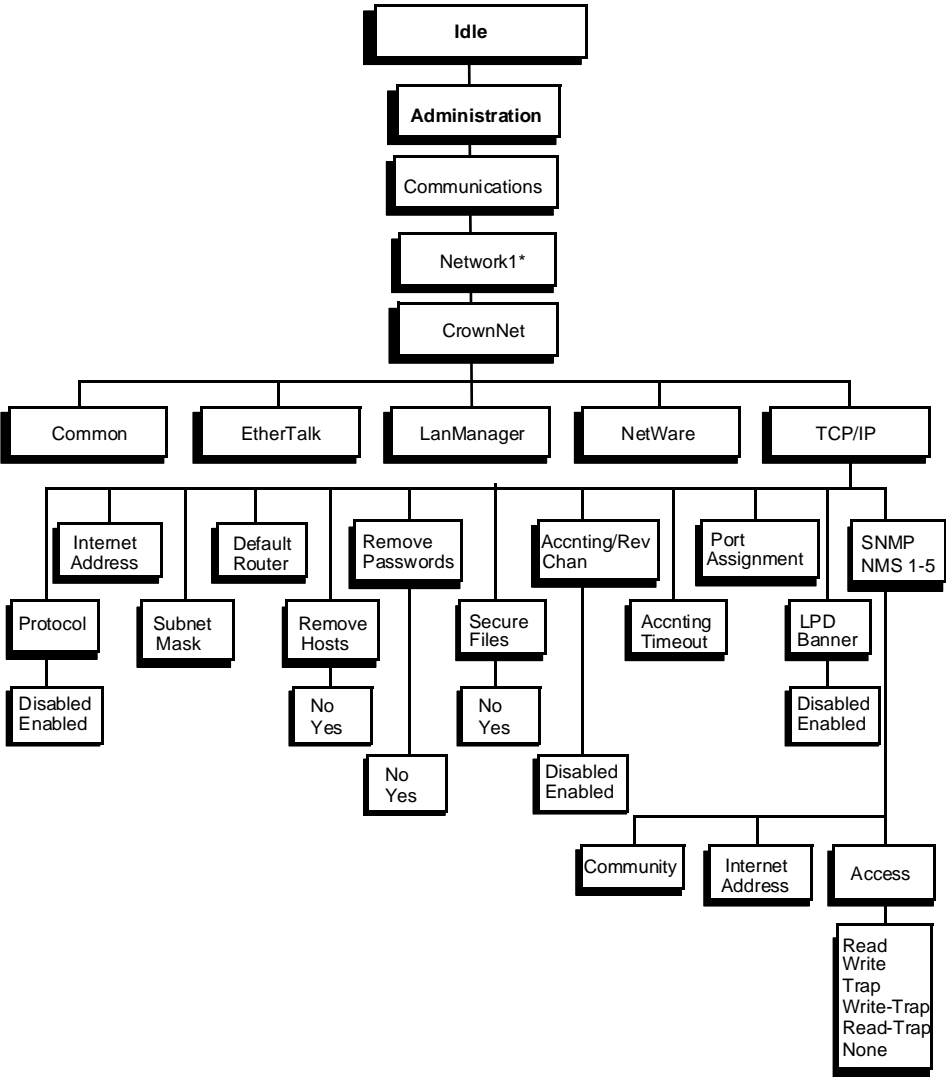 Idle
Administration
Communications
Network1*
CrownNet
Common
EtherTalk
LanManager
NetWare
TCP/IP
Internet
Address
Default
Router
Remove
Passwords
Accnting/Rev
Chan
Port
Assignment
SNMP
NMS 1-5
Protocol
Subnet
Mask
Remove
Hosts
Secure
Files
Accnting
Timeout
LPD
Banner
Disabled
Enabled
No
Yes
No
Yes
Disabled
Enabled
No
Yes
Disabled
Enabled
Community
Internet
Address
Access
Read
Write
Trap
Write-Trap
Read-Trap
None